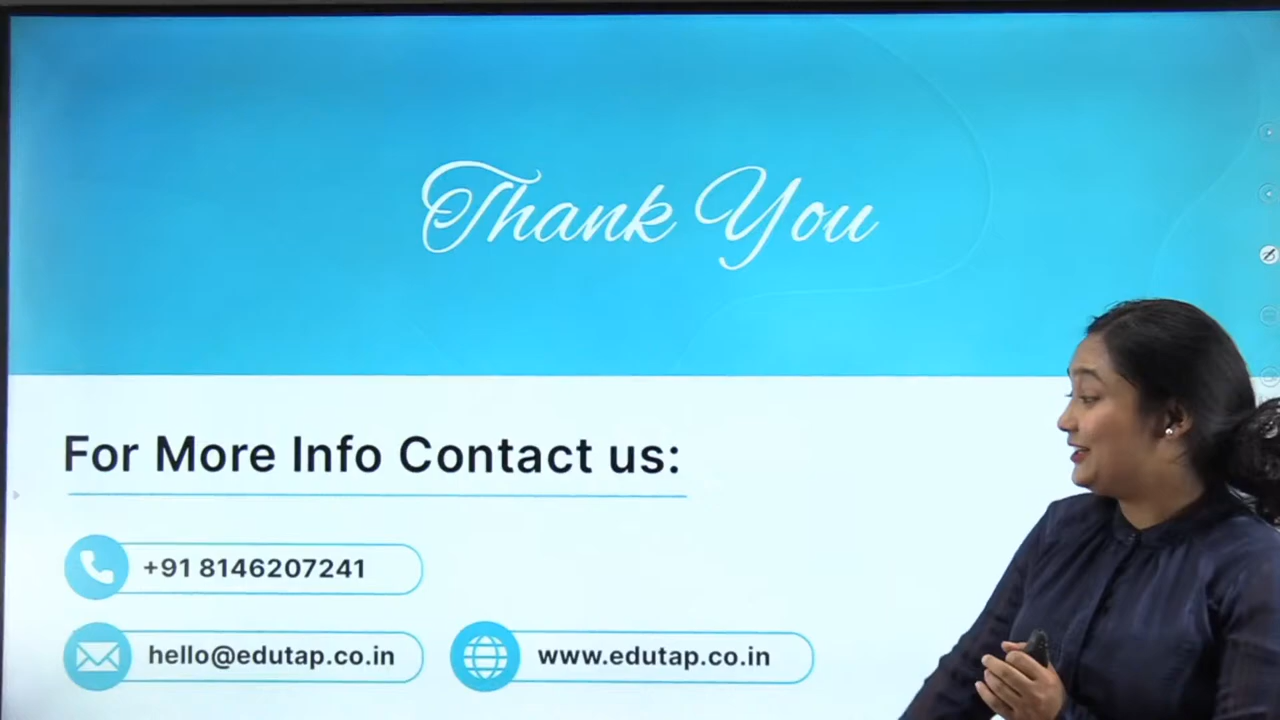 Thank You
For More Info Contact us:
+91 8146207241
hello@edutap.co.in
www.edutap.co.in